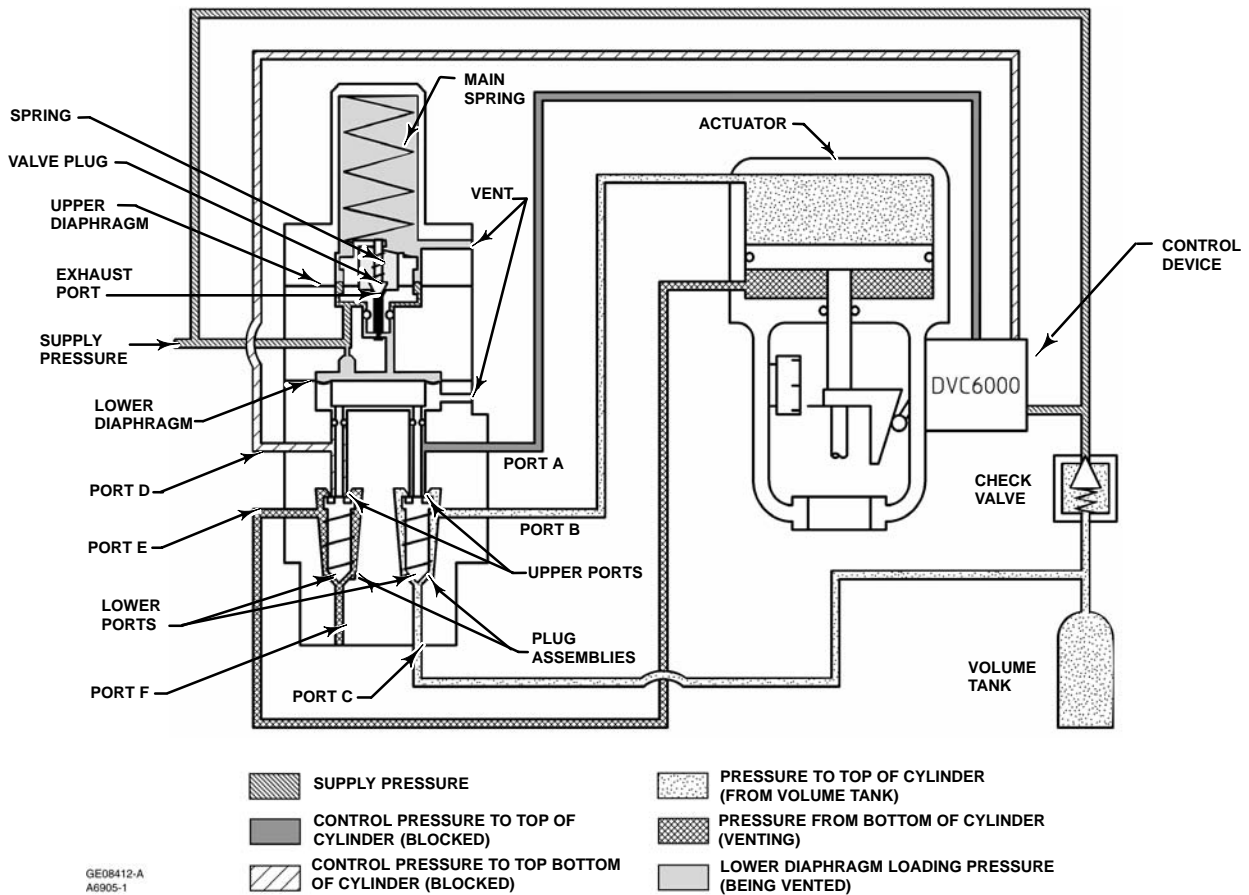 MAIN
SPRING
SPRING
ACTUATOR
VALVE PLUG
UPPER
DIAPHRAGM
VENT
EXHAUST
PORT
CONTROL
DEVICE
SUPPLY
PRESSURE
DVC6000
LOWER
DIAPHRAGM
PORT A
CHECK
VALVE
PORT D
PORT B
PORT E
UPPER PORTS
LOWER
PORTS
PLUG
ASSEMBLIES
VOLUME
TANK
PORT F
PORT C
SUPPLY PRESSURE
CONTROL PRESSURE TO TOP OF
CYLINDER (BLOCKED)
CONTROL PRESSURE TO TOP BOTTOM
OF CYLINDER (BLOCKED)
PRESSURE TO TOP OF CYLINDER
(FROM VOLUME TANK)
PRESSURE FROM BOTTOM OF CYLINDER
(VENTING)
LOWER DIAPHRAGM LOADING PRESSURE
(BEING VENTED)
GE08412-A
A6905-1